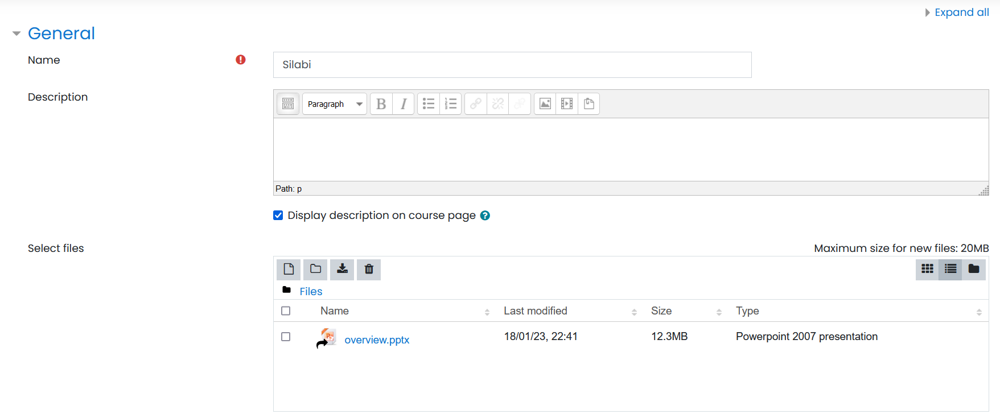 Expand all
General
Name
Silabi
Description
Paragraph B I
Path: p
Display description on course page
Select files
Maximum size for new files: 20MB
Files
Name Last modified Size Type
overview.pptx 18/01/23, 22:41 12.3MB Powerpoint 2007 presentation